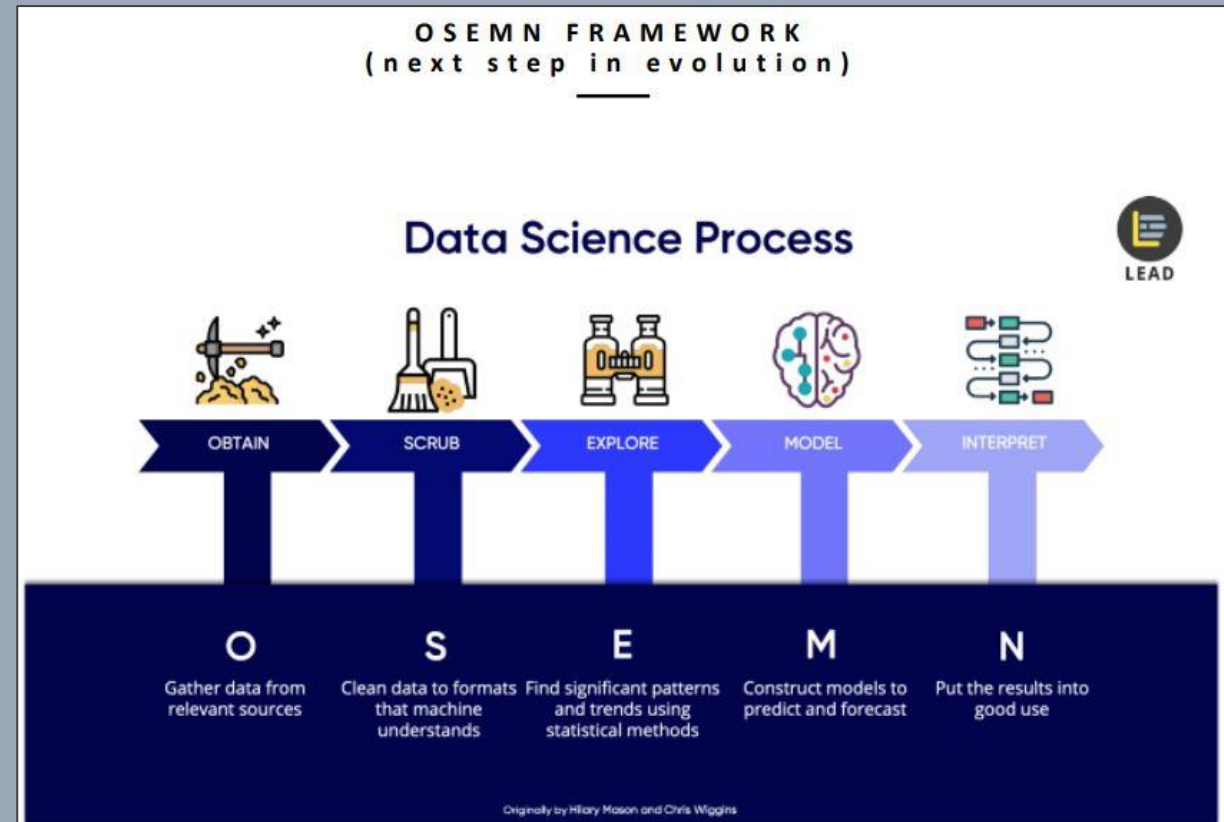 OSEMN FRAMEWORK
(next step in evolution)
Data Science Process
LEAD
OBTAIN
SCRUB
EXPLORE
MODEL
INTERPRET
O
Gather data from
relevant sources
S
Clean data to formats
that machine
understands
E
Find significant patterns
and trends using
statistical methods
M
Construct models to
predict and forecast
N
Put the results into
good use
Originally by Hilary Mason and Chris Wiggins